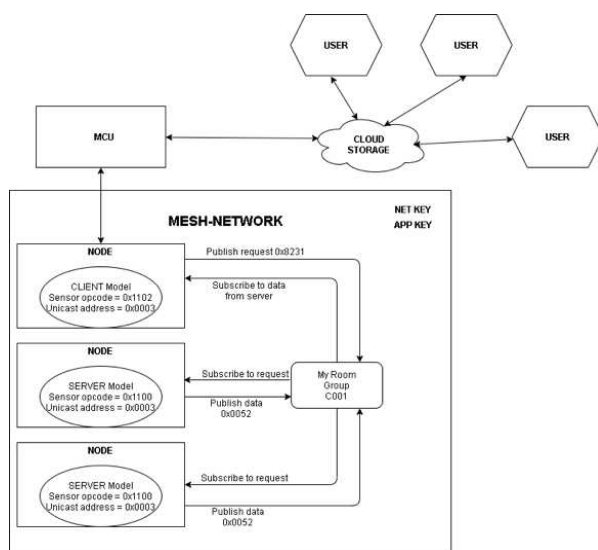 USER
USER
USER
CLOUD
STORAGE
MCU
MESH-NETWORK
NET KEY
APP KEY
NODE
CLIENT Model
Sensor opcode = 0x1102
Unicast address = 0x0003
Publish request 0x8231
Subscribe to data
from server
NODE
SERVER Model
Sensor opcode = 0x1100
Unicast address = 0x0003
Subscribe to request
Publish data
0x0052
My Room
Group
C001
NODE
SERVER Model
Sensor opcode = 0x1100
Unicast address = 0x0003
Subscribe to request
Publish data
0x0052